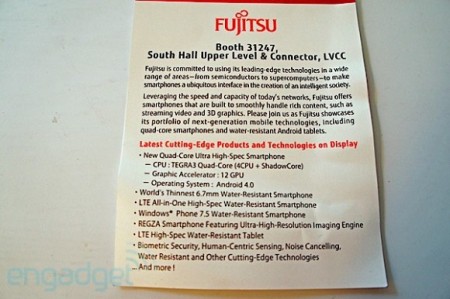 FUJITSU
Booth 31247,
South Hall Upper Level & Connector, LVCC
Fujitsu is committed to using its leading-edge technologies in a wide
range of areas—from semiconductors to supercomputers—to make
smartphones a ubiquitous interface in the creation of an intelligent society.
Leveraging the speed and capacity of today's networks, Fujitsu offers
smartphones that are built to smoothly handle rich content, such as
streaming video and 3D graphics. Please join us as Fujitsu showcases
its portfolio of next-generation mobile technologies, including
quad-core smartphones and water-resistant Android tablets.
Latest Cutting-Edge Products and Technologies on Display
• New Quad-Core Ultra High-Spec Smartphone
— CPU : TEGRA3 Quad-Core (4CPU + ShadowCore)
— Graphic Accelerator : 12 GPU
— Operating System : Android 4.0
• World's Thinnest 6.7mm Water-Resistant Smartphone
• LTE All-in-One High-Spec Water-Resistant Smartphone
• Windows® Phone 7.5 Water-Resistant Smartphone
• REGZA Smartphone Featuring Ultra-High-Resolution Imaging Engine
• LTE High-Spec Water-Resistant Tablet
• Biometric Security, Human-Centric Sensing, Noise Cancelling,
Water Resistant and Other Cutting-Edge Technologies
And more !
engadget